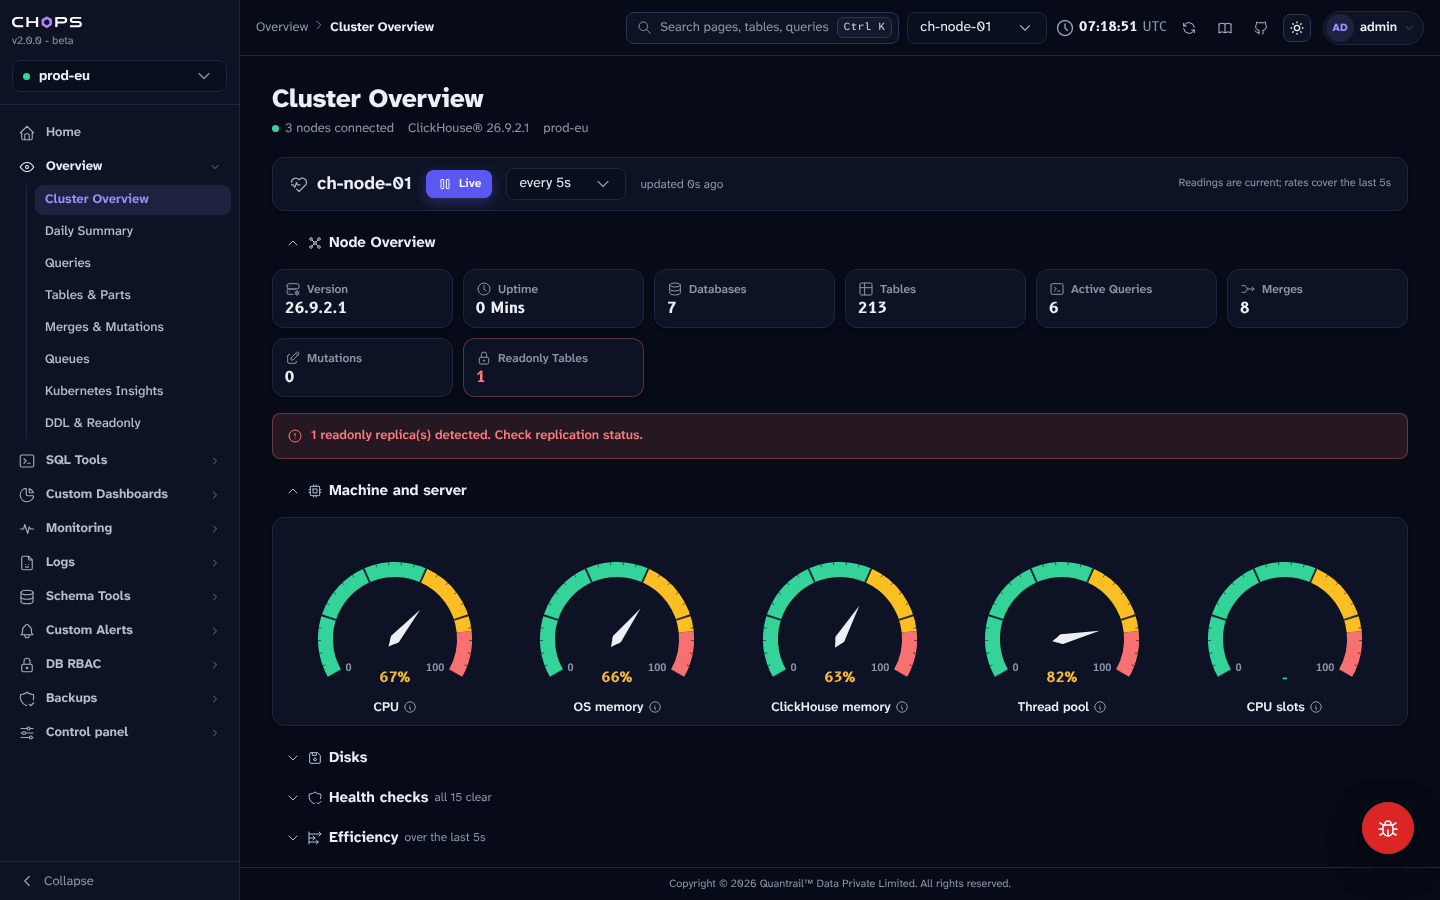 CHOPS
v2.0.0 - beta
prod-eu
Home
Overview
Cluster Overview
Daily Summary
Queries
Tables & Parts
Merges & Mutations
Queues
Kubernetes Insights
DDL & Readonly
SQL Tools
Custom Dashboards
Monitoring
Logs
Schema Tools
Custom Alerts
DB RBAC
Backups
Control panel
Collapse
Overview > Cluster Overview
Search pages, tables, queries Ctrl K
ch-node-01
07:18:51 UTC
AD admin
Cluster Overview
3 nodes connected ClickHouse® 26.9.2.1 prod-eu
ch-node-01 Live every 5s updated 0s ago Readings are current; rates cover the last 5s
Node Overview
Version
26.9.2.1
Uptime
0 Mins
Databases
7
Tables
213
Active Queries
6
Merges
8
Mutations
0
Readonly Tables
1
1 readonly replica(s) detected. Check replication status.
Machine and server
0 100
67%
CPU
0 100
66%
OS memory
0 100
63%
ClickHouse memory
0 100
82%
Thread pool
0 100
-
CPU slots
Disks
Health checks all 15 clear
Efficiency over the last 5s
Copyright © 2026 Quantrail™ Data Private Limited. All rights reserved.